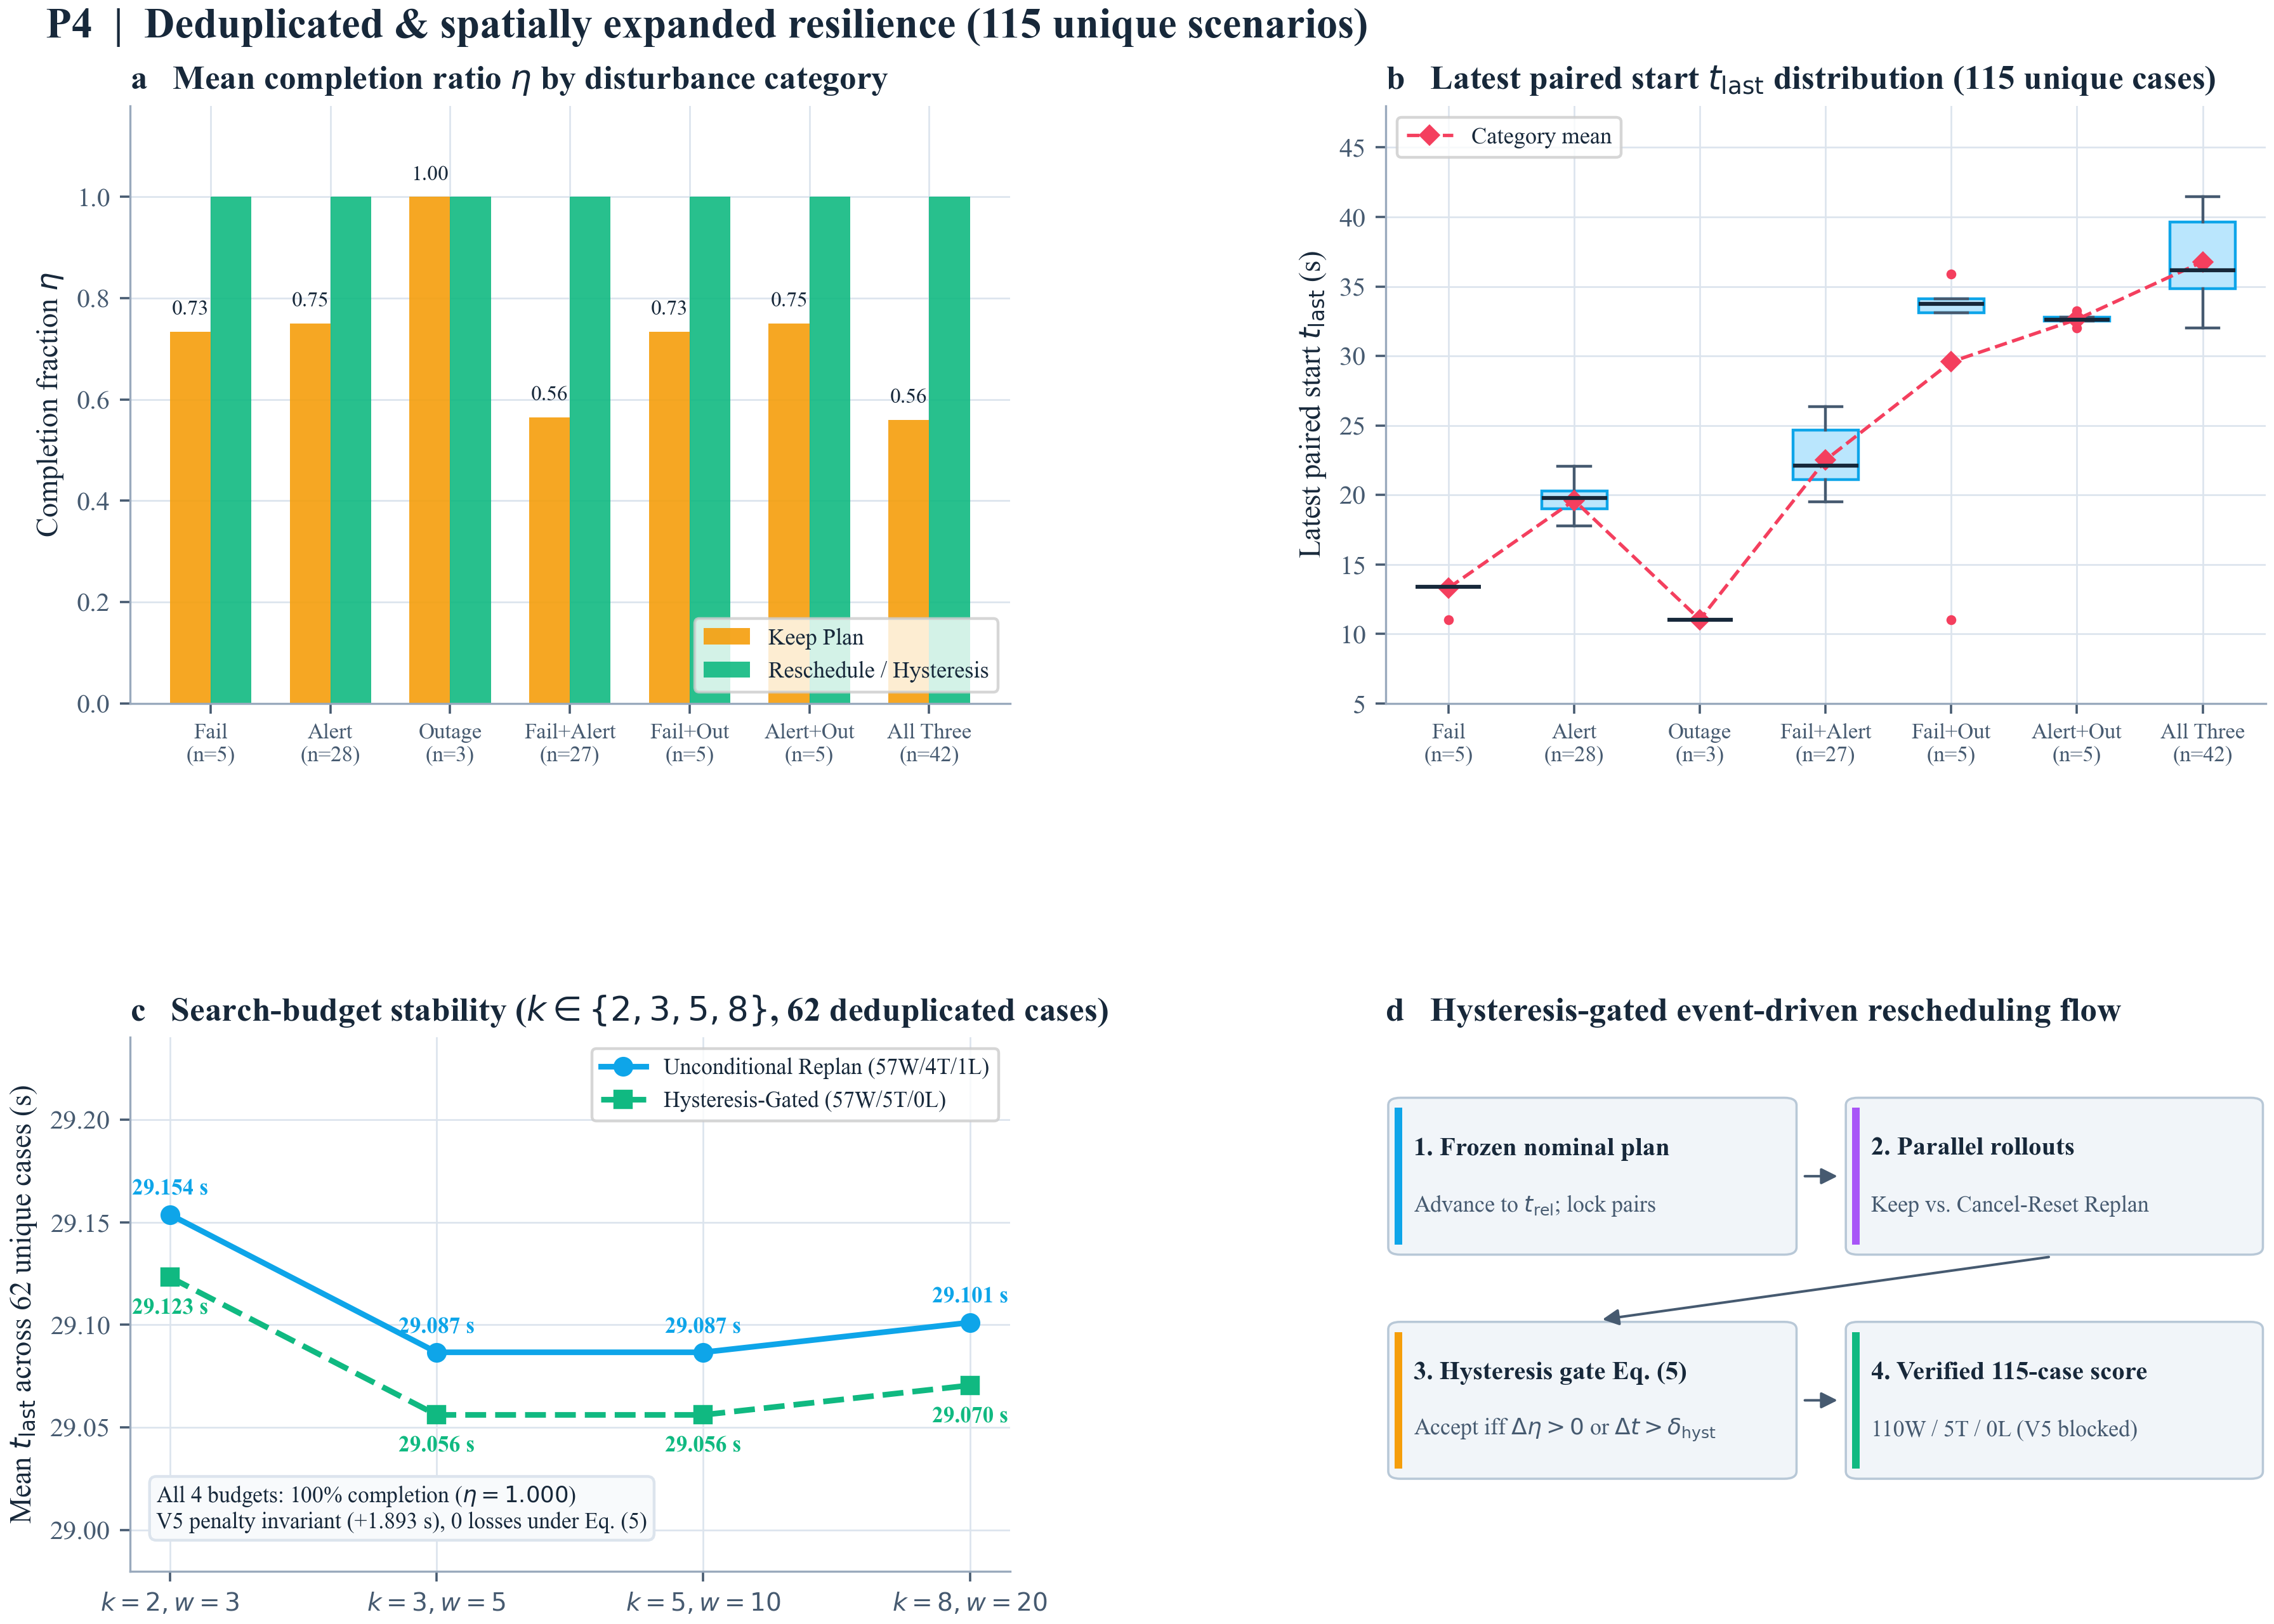 P4 | Deduplicated & spatially expanded resilience (115 unique scenarios)
a Mean completion ratio η by disturbance category
Completion fraction η
1.0
0.8
0.6
0.4
0.2
0.0
0.73
0.75
1.00
0.56
0.73
0.75
0.56
Keep Plan
Reschedule / Hysteresis
Fail
(n=5)
Alert
(n=28)
Outage
(n=3)
Fail+Alert
(n=27)
Fail+Out
(n=5)
Alert+Out
(n=5)
All Three
(n=42)
b Latest paired start t_last distribution (115 unique cases)
Category mean
Latest paired start t_last (s)
45
40
35
30
25
20
15
10
5
Fail
(n=5)
Alert
(n=28)
Outage
(n=3)
Fail+Alert
(n=27)
Fail+Out
(n=5)
Alert+Out
(n=5)
All Three
(n=42)
c Search-budget stability (k ∈ {2, 3, 5, 8}, 62 deduplicated cases)
Unconditional Replan (57W/4T/1L)
Hysteresis-Gated (57W/5T/0L)
Mean t_last across 62 unique cases (s)
29.20
29.15
29.10
29.05
29.00
29.154 s
29.087 s
29.087 s
29.101 s
29.123 s
29.056 s
29.056 s
29.070 s
All 4 budgets: 100% completion (η = 1.000)
V5 penalty invariant (+1.893 s), 0 losses under Eq. (5)
k = 2, w = 3
k = 3, w = 5
k = 5, w = 10
k = 8, w = 20
d Hysteresis-gated event-driven rescheduling flow
1. Frozen nominal plan
Advance to t_rel; lock pairs
2. Parallel rollouts
Keep vs. Cancel-Reset Replan
3. Hysteresis gate Eq. (5)
Accept iff Δη > 0 or Δt > δ_hyst
4. Verified 115-case score
110W / 5T / 0L (V5 blocked)